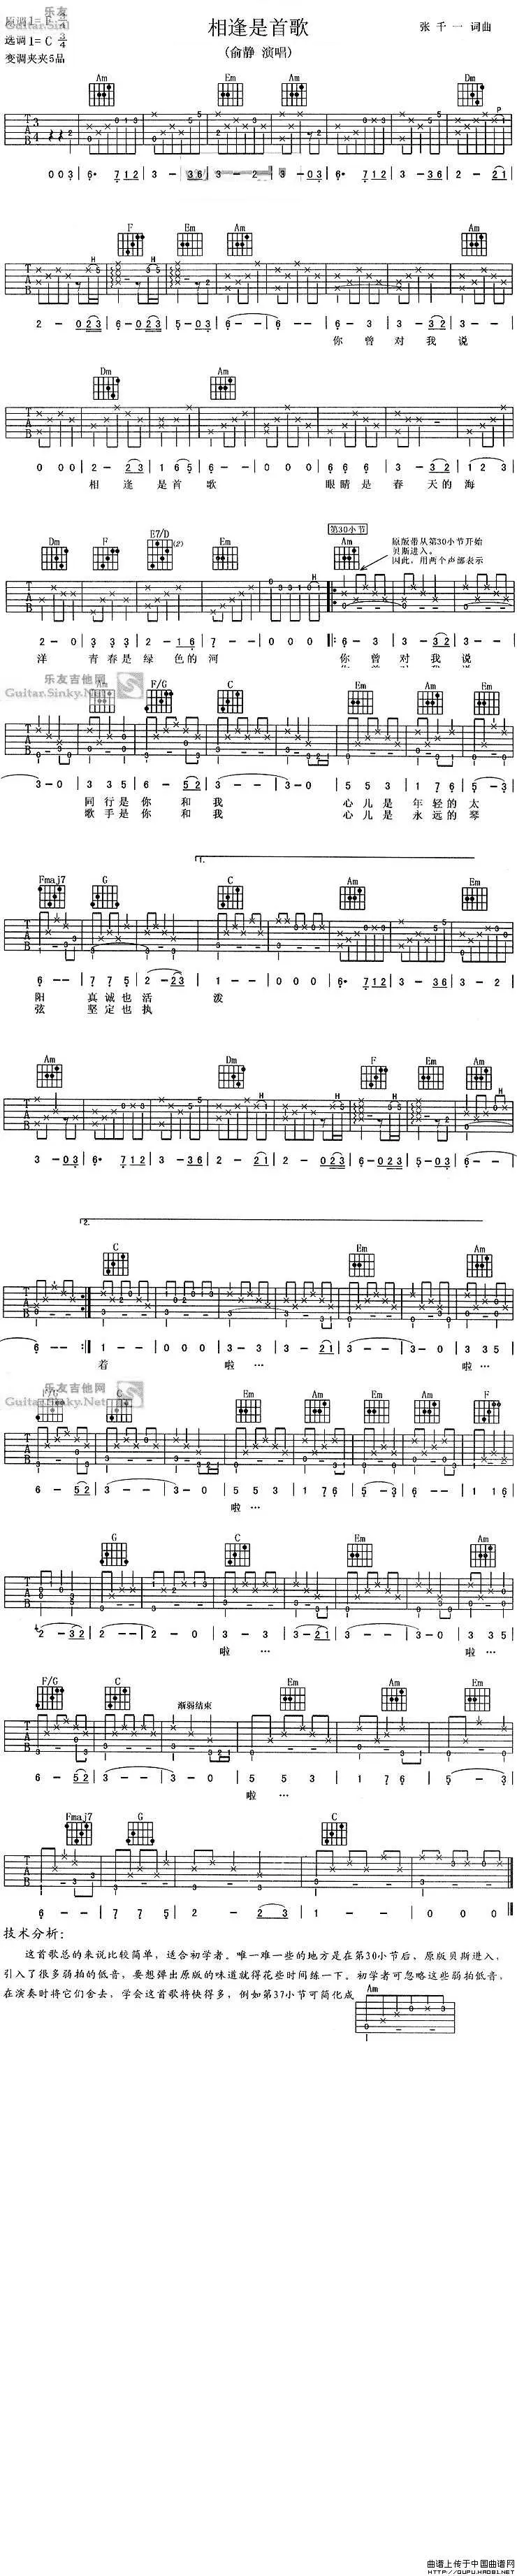 乐友
原调1= F 3/4
Guitar.Sin
选调1= C 3/4
变调夹夹5品
相逢是首歌
(俞静 演唱)
张 千 一 词曲
Am Em Am Dm
0 0 3 | 6· 7 1 2 | 3 - 3 6 | 3 - 2 | 3 - 0 3 | 6· 7 1 2 | 3 - 3 6 | 2 - 2 1
F Em Am Am
2 - 0 2 3 | 6 - 0 2 3 | 5 - 0 3 | 6 - - | 6 - - | 6 - 3 | 3 - 3 2 | 3 - 3
你 曾 对 我 说
Dm Am
0 0 0 | 2 - 2 3 | 1 6 5 | 6 - - | 0 0 0 | 6 6 6 | 3 - 3 2 | 1 2 3
相 逢 是 首 歌 眼睛 是 春 天 的 海
Dm F E7/D (2) Em 第30小节 Am
原版带从第30小节开始
贝斯进入。
因此, 用两个声部表示
2 - 0 | 3 3 3 | 2 - 1 6 | 7 - - | 0 0 0 |: 6 - 3 | 3 - 3 2 | 3 - 3
洋 青 春 是 绿 色 的 河 你 曾 对 我 说
乐友吉他网
Guitar.Sinky.Net
Am F/G C Em Am Em
3 - 0 | 3 3 5 | 6 - 5 2 | 3 - - | 3 - 0 | 5 5 3 | 1 7 6 | 5 - 3
同 行 是 你 和 我 心 儿 是 年 轻 的 太
歌 手 是 你 和 我 心 儿 是 永 远 的 琴
1.
Fmaj7 G C Am Em
6 - - | 7 7 5 | 2 - 2 3 | 1 - - | 0 0 0 | 6· 7 1 2 | 3 - 3 6 | 3 - 2
阳 真 诚 也 活 泼
弦 坚 定 也 执
Am Dm F Em Am
3 - 0 3 | 6· 7 1 2 | 3 - 3 6 | 2 - 2 1 | 2 - 0 2 3 | 6 - 0 2 3 | 5 - 0 3 | 6 - -
2.
C Em Am
6 - - :| 1 - - | 0 0 0 | 3 - - | 3 - 3 | 3 - 2 1 | 3 - 0 | 3 3 5
着 啦 … 啦 …
乐友吉他网
Guitar.Sinky.Net
F/G C Em Am Em Am F
6 - 5 2 | 3 - - | 3 - 0 | 5 5 3 | 1 7 6 | 5 - 3 | 6 - - | 1 2 6
啦 …
G C Em Am
2 - 3 2 | 2 - - | 2 - 0 | 3 - - | 3 - 3 | 3 - 2 1 | 3 - 0 | 3 3 5
啦 … 啦 …
F/G C 渐弱结束 Em Am Em
6 - 5 2 | 3 - - | 3 - 0 | 5 5 3 | 1 7 6 | 5 - 3
啦 …
Fmaj7 G C
6 - - | 7 7 5 | 2 - 2 3 | 1 - - | 1 - - | 0 0 0
技术分析:
这首歌总的来说比较简单, 适合初学者。唯一难一些的地方是在第30小节后、原版贝斯进入,
引入了很多弱拍的低音, 要想弹出原版的味道就得花些时间练一下。初学者可忽略这些弱拍低音,
在演奏时将它们舍去, 学会这首歌将快得多, 例如第37小节可简化成
Am
曲谱上传于中国曲谱网
HTTP://QUPU.HAO91.NET